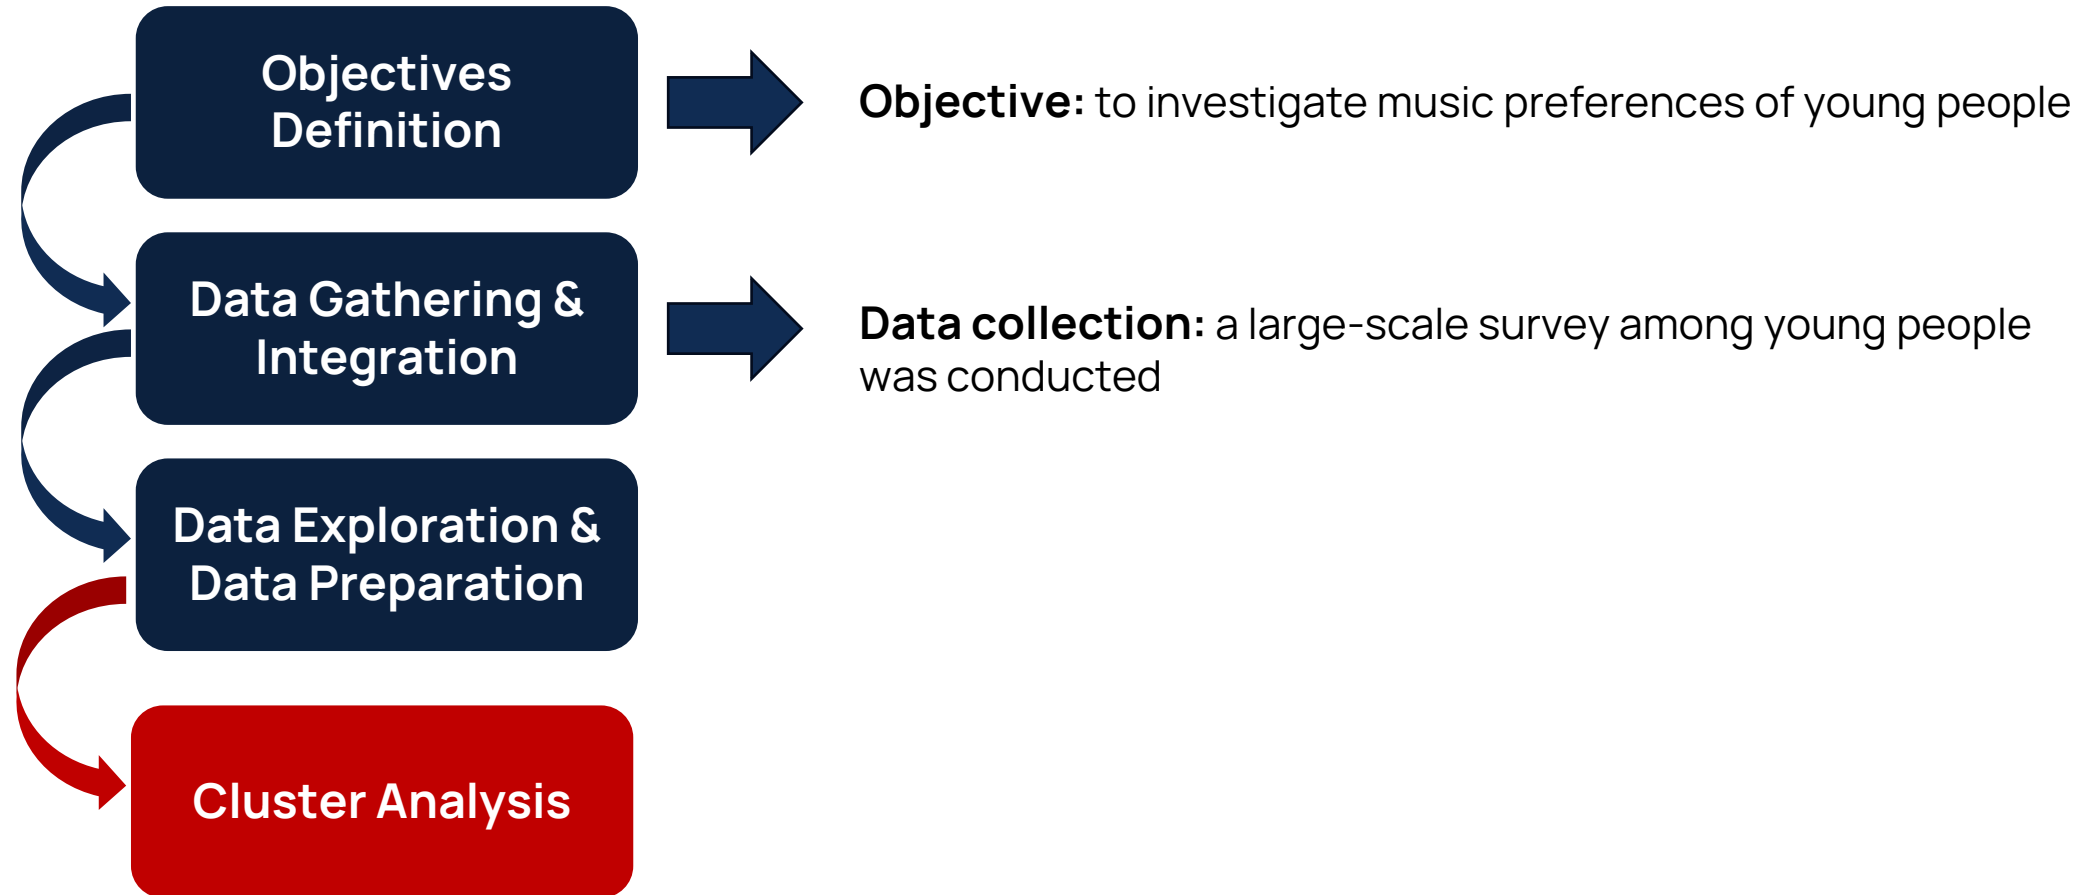 Objectives
Definition
Objective: to investigate music preferences of young people
Data Gathering &
Integration
Data collection: a large-scale survey among young people
was conducted
Data Exploration &
Data Preparation
Cluster Analysis